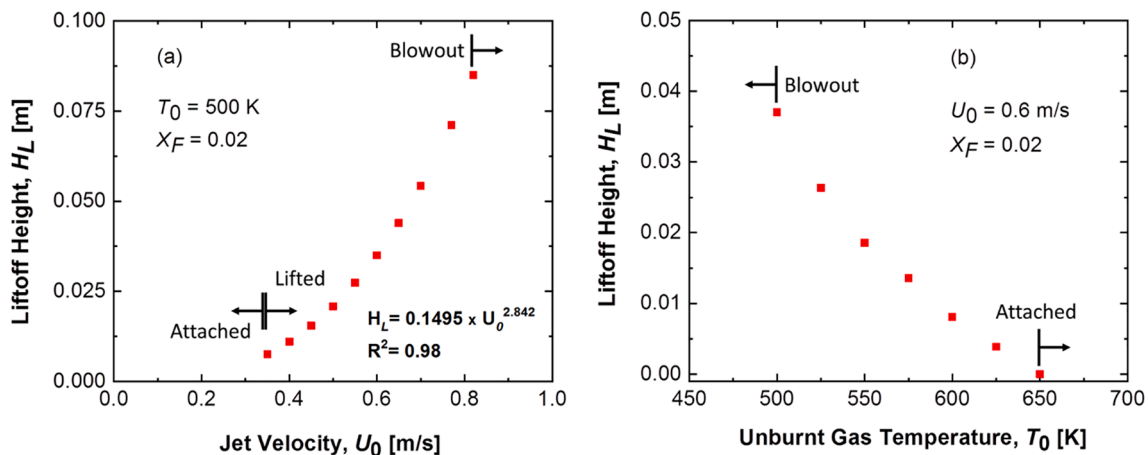 (a)
T0 = 500 K
XF = 0.02
Blowout
Lifted
Attached
HL= 0.1495 x U0^2.842
R^2= 0.98
0.100
0.075
0.050
0.025
0.000
0.0 0.2 0.4 0.6 0.8 1.0
Liftoff Height, HL [m]
Jet Velocity, U0 [m/s]
(b)
Blowout
U0 = 0.6 m/s
XF = 0.02
Attached
0.05
0.04
0.03
0.02
0.01
0.00
450 500 550 600 650 700
Liftoff Height, HL [m]
Unburnt Gas Temperature, T0 [K]